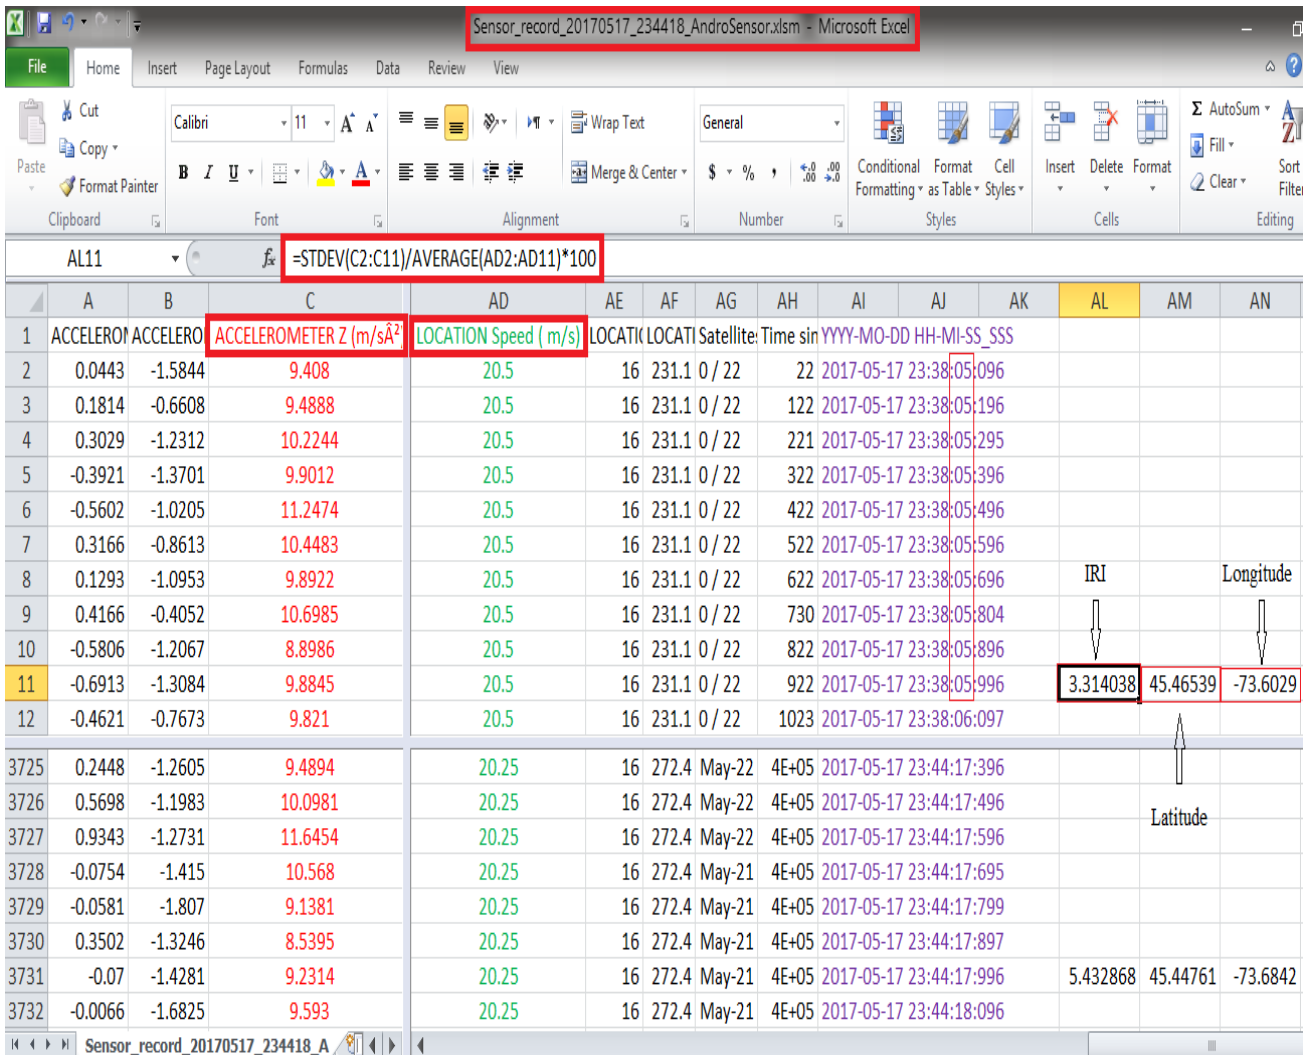 Sensor_record_20170517_234418_AndroSensor.xlsm - Microsoft Excel
File Home Insert Page Layout Formulas Data Review View
Cut
Copy
Format Painter
Paste
Clipboard
Calibri 11
B I U
Font
Wrap Text
Merge & Center
Alignment
General
$ % ,
Number
Conditional Formatting
Format as Table
Cell Styles
Styles
Insert Delete Format
Cells
Σ AutoSum
Fill
Clear
Sort
Filter
Editing
AL11 fx =STDEV(C2:C11)/AVERAGE(AD2:AD11)*100
A B C AD AE AF AG AH AI AJ AK AL AM AN
1 ACCELERO ACCELERO ACCELEROMETER Z (m/sÂ²) LOCATION Speed ( m/s) LOCATI LOCATI Satellite Time sin YYYY-MO-DD HH-MI-SS_SSS
2 0.0443 -1.5844 9.408 20.5 16 231.1 0 / 22 22 2017-05-17 23:38:05:096
3 0.1814 -0.6608 9.4888 20.5 16 231.1 0 / 22 122 2017-05-17 23:38:05:196
4 0.3029 -1.2312 10.2244 20.5 16 231.1 0 / 22 221 2017-05-17 23:38:05:295
5 -0.3921 -1.3701 9.9012 20.5 16 231.1 0 / 22 322 2017-05-17 23:38:05:396
6 -0.5602 -1.0205 11.2474 20.5 16 231.1 0 / 22 422 2017-05-17 23:38:05:496
7 0.3166 -0.8613 10.4483 20.5 16 231.1 0 / 22 522 2017-05-17 23:38:05:596
8 0.1293 -1.0953 9.8922 20.5 16 231.1 0 / 22 622 2017-05-17 23:38:05:696
IRI Longitude
9 0.4166 -0.4052 10.6985 20.5 16 231.1 0 / 22 730 2017-05-17 23:38:05:804
10 -0.5806 -1.2067 8.8986 20.5 16 231.1 0 / 22 822 2017-05-17 23:38:05:896
11 -0.6913 -1.3084 9.8845 20.5 16 231.1 0 / 22 922 2017-05-17 23:38:05:996 3.314038 45.46539 -73.6029
12 -0.4621 -0.7673 9.821 20.5 16 231.1 0 / 22 1023 2017-05-17 23:38:06:097
3725 0.2448 -1.2605 9.4894 20.25 16 272.4 May-22 4E+05 2017-05-17 23:44:17:396
3726 0.5698 -1.1983 10.0981 20.25 16 272.4 May-22 4E+05 2017-05-17 23:44:17:496
Latitude
3727 0.9343 -1.2731 11.6454 20.25 16 272.4 May-22 4E+05 2017-05-17 23:44:17:596
3728 -0.0754 -1.415 10.568 20.25 16 272.4 May-21 4E+05 2017-05-17 23:44:17:695
3729 -0.0581 -1.807 9.1381 20.25 16 272.4 May-21 4E+05 2017-05-17 23:44:17:799
3730 0.3502 -1.3246 8.5395 20.25 16 272.4 May-21 4E+05 2017-05-17 23:44:17:897
3731 -0.07 -1.4281 9.2314 20.25 16 272.4 May-21 4E+05 2017-05-17 23:44:17:996 5.432868 45.44761 -73.6842
3732 -0.0066 -1.6825 9.593 20.25 16 272.4 May-21 4E+05 2017-05-17 23:44:18:096
Sensor_record_20170517_234418_A